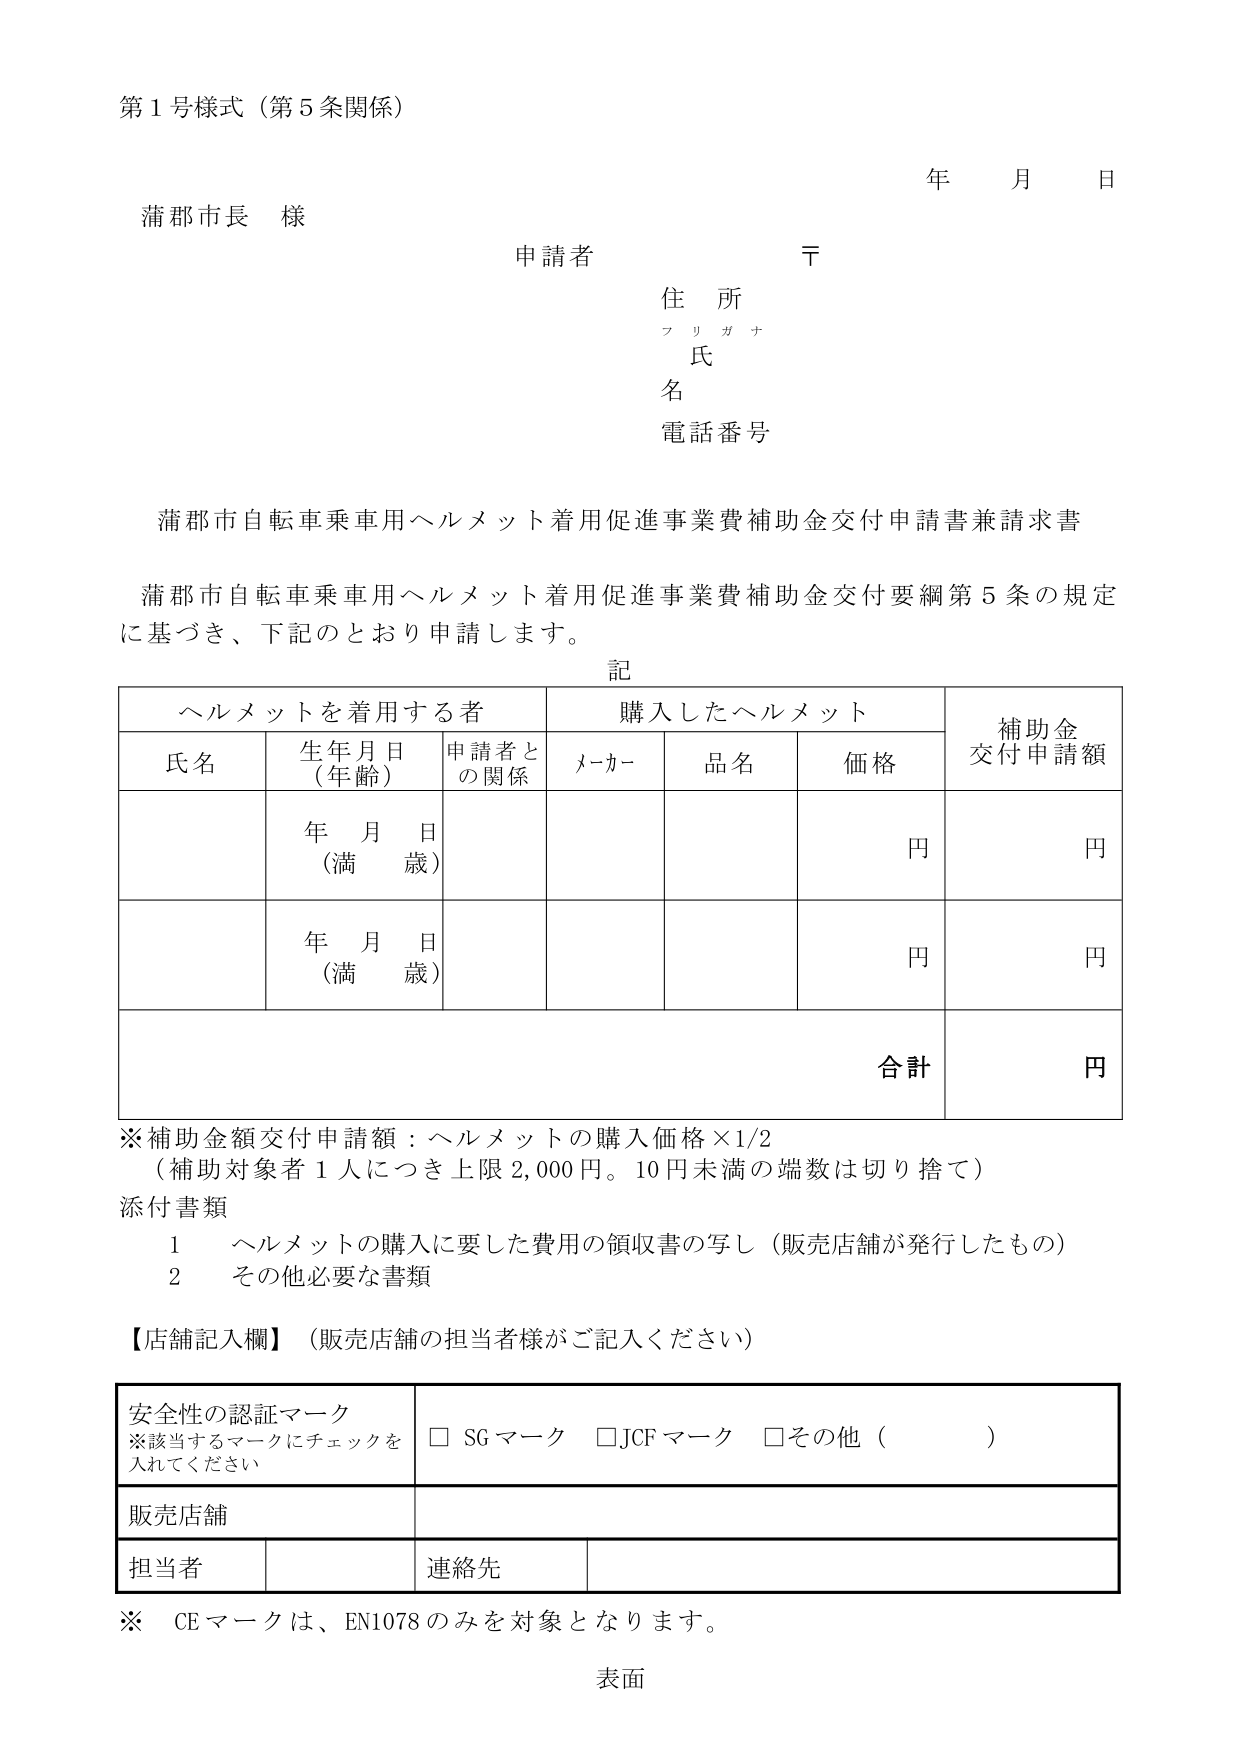 第1号様式（第5条関係）
年　　月　　日
蒲郡市長　様
申請者　　　　〒
住　所
フリガナ
氏
名
電話番号
蒲郡市自転車乗車用ヘルメット着用促進事業費補助金交付申請書兼請求書
蒲郡市自転車乗車用ヘルメット着用促進事業費補助金交付要綱第5条の規定
に基づき、下記のとおり申請します。
記
ヘルメットを着用する者　購入したヘルメット　補助金
交付申請額
氏名　生年月日
（年齢）　申請者と
の関係　ﾒｰｶｰ　品名　価格
年　月　日
（満　歳）　円　円
年　月　日
（満　歳）　円　円
合計　円
※補助金額交付申請額：ヘルメットの購入価格×1/2
（補助対象者1人につき上限2,000円。10円未満の端数は切り捨て）
添付書類
1　ヘルメットの購入に要した費用の領収書の写し（販売店舗が発行したもの）
2　その他必要な書類
【店舗記入欄】（販売店舗の担当者様がご記入ください）
安全性の認証マーク
※該当するマークにチェックを
入れてください
□ SGマーク　□JCFマーク　□その他（　　　　）
販売店舗
担当者　連絡先
※　CEマークは、EN1078のみを対象となります。
表面